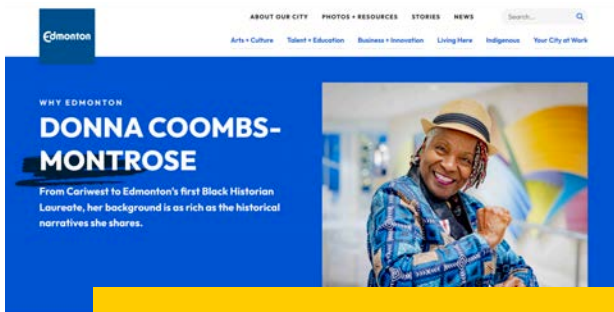 ABOUT OUR CITY PHOTOS + RESOURCES STORIES NEWS Search...
Edmonton
Arts + Culture Talent + Education Business + Innovation Living Here Indigenous Your City at Work
WHY EDMONTON
DONNA COOMBS-
MONTROSE
From Cariwest to Edmonton's first Black Historian
Laureate, her background is as rich as the historical
narratives she shares.